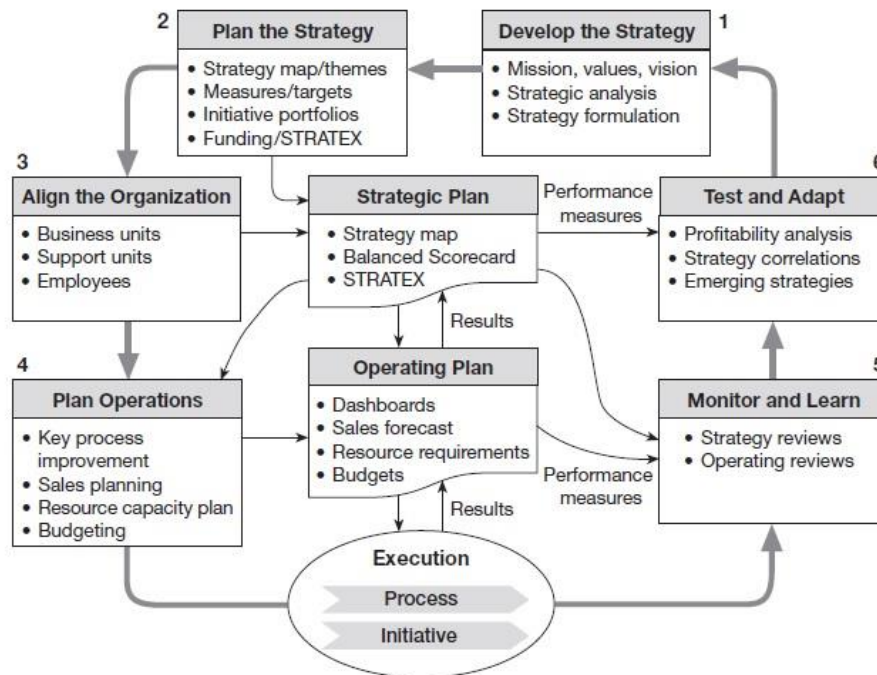 2
Plan the Strategy
• Strategy map/themes
• Measures/targets
• Initiative portfolios
• Funding/STRATEX
Develop the Strategy
1
• Mission, values, vision
• Strategic analysis
• Strategy formulation
3
Align the Organization
• Business units
• Support units
• Employees
Strategic Plan
• Strategy map
• Balanced Scorecard
• STRATEX
Performance
measures
6
Test and Adapt
• Profitability analysis
• Strategy correlations
• Emerging strategies
Results
4
Plan Operations
• Key process
improvement
• Sales planning
• Resource capacity plan
• Budgeting
Operating Plan
• Dashboards
• Sales forecast
• Resource requirements
• Budgets
Performance
measures
5
Monitor and Learn
• Strategy reviews
• Operating reviews
Results
Execution
Process
Initiative